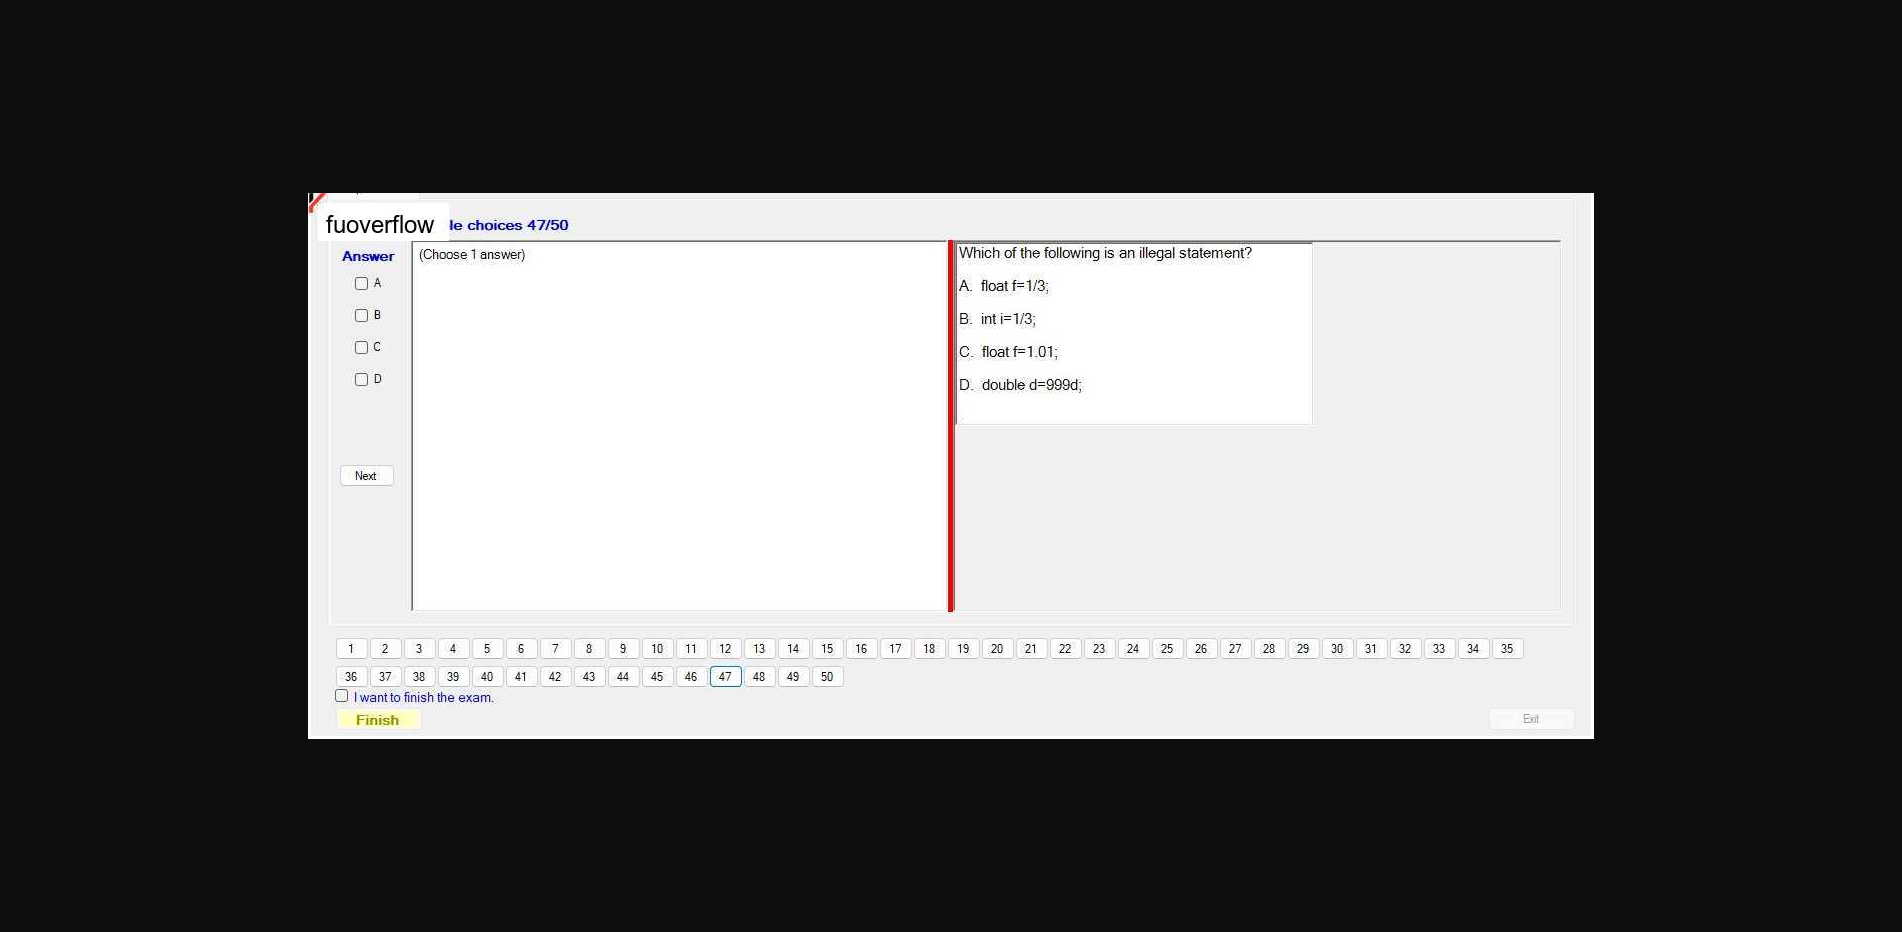 fuoverflow le choices 47/50
Answer
(Choose 1 answer)
A
B
C
D
Next
Which of the following is an illegal statement?
A. float f=1/3;
B. int i=1/3;
C. float f=1.01;
D. double d=999d;
1 2 3 4 5 6 7 8 9 10 11 12 13 14 15 16 17 18 19 20 21 22 23 24 25 26 27 28 29 30 31 32 33 34 35
36 37 38 39 40 41 42 43 44 45 46 47 48 49 50
I want to finish the exam.
Finish
Exit